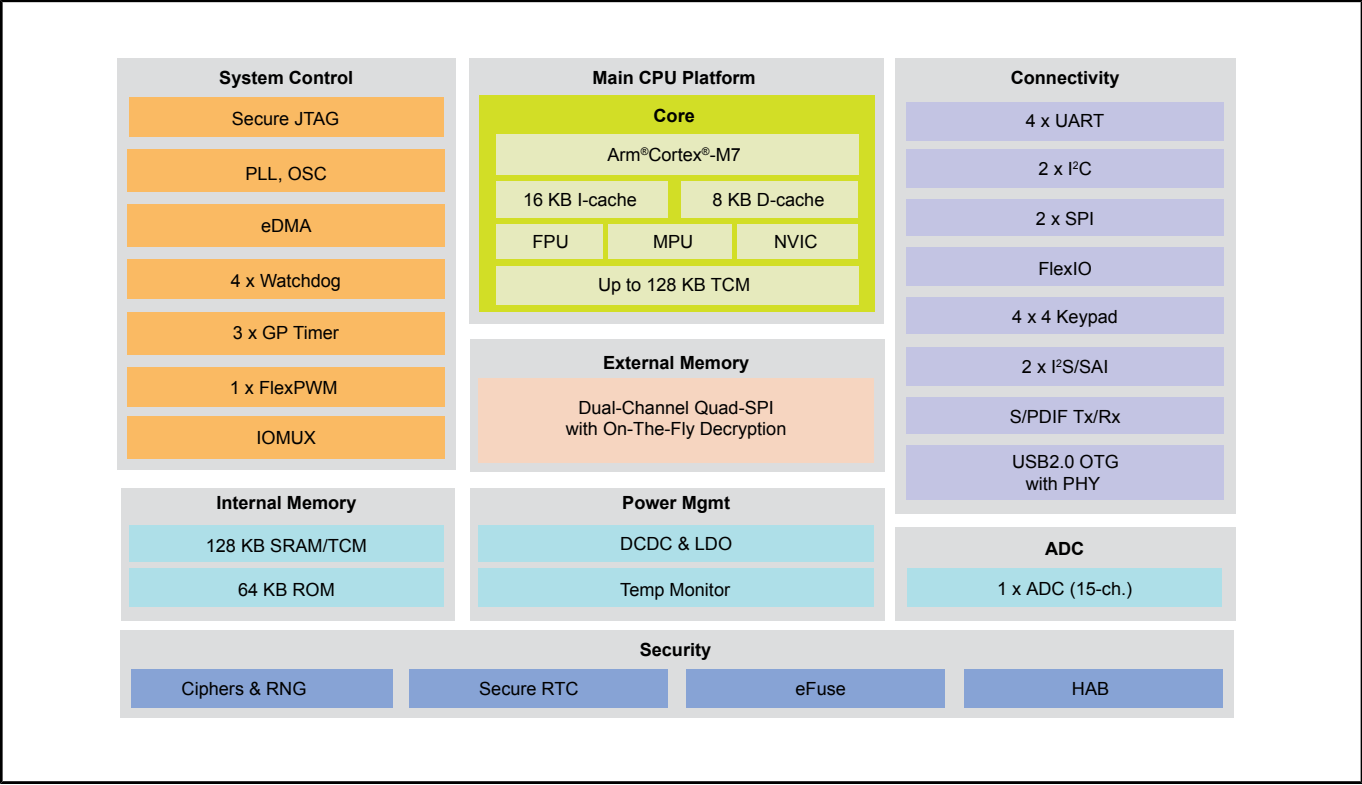 System Control
Secure JTAG
PLL, OSC
eDMA
4 x Watchdog
3 x GP Timer
1 x FlexPWM
IOMUX
Main CPU Platform
Core
Arm®Cortex®-M7
16 KB I-cache
8 KB D-cache
FPU
MPU
NVIC
Up to 128 KB TCM
External Memory
Dual-Channel Quad-SPI
with On-The-Fly Decryption
Connectivity
4 x UART
2 x I²C
2 x SPI
FlexIO
4 x 4 Keypad
2 x I²S/SAI
S/PDIF Tx/Rx
USB2.0 OTG
with PHY
Internal Memory
128 KB SRAM/TCM
64 KB ROM
Power Mgmt
DCDC & LDO
Temp Monitor
ADC
1 x ADC (15-ch.)
Security
Ciphers & RNG
Secure RTC
eFuse
HAB